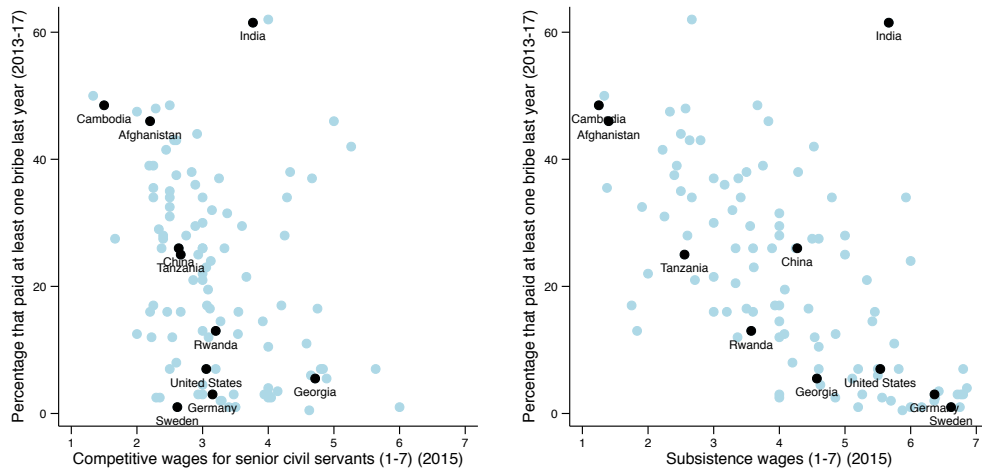 Percentage that paid at least one bribe last year (2013-17)
60
40
20
0
India
Cambodia
Afghanistan
China
Tanzania
Rwanda
United States
Georgia
Germany
Sweden
1 2 3 4 5 6 7
Competitive wages for senior civil servants (1-7) (2015)
Percentage that paid at least one bribe last year (2013-17)
60
40
20
0
India
Cambodia
Afghanistan
Tanzania
China
Rwanda
United States
Georgia
Germany
Sweden
1 2 3 4 5 6 7
Subsistence wages (1-7) (2015)